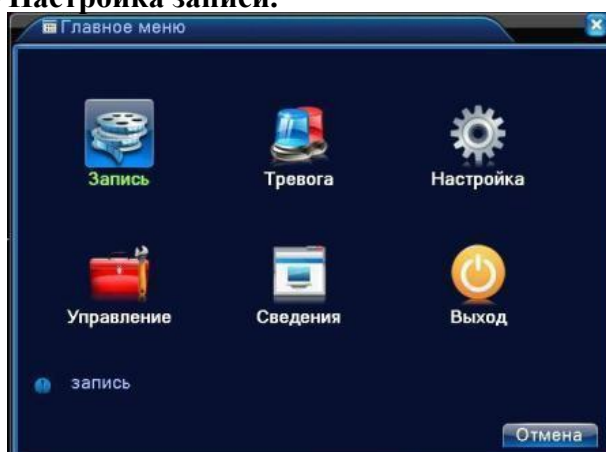 Настройка записи.
Главное меню
Запись
Тревога
Настройка
Управление
Сведения
Выход
запись
Отмена